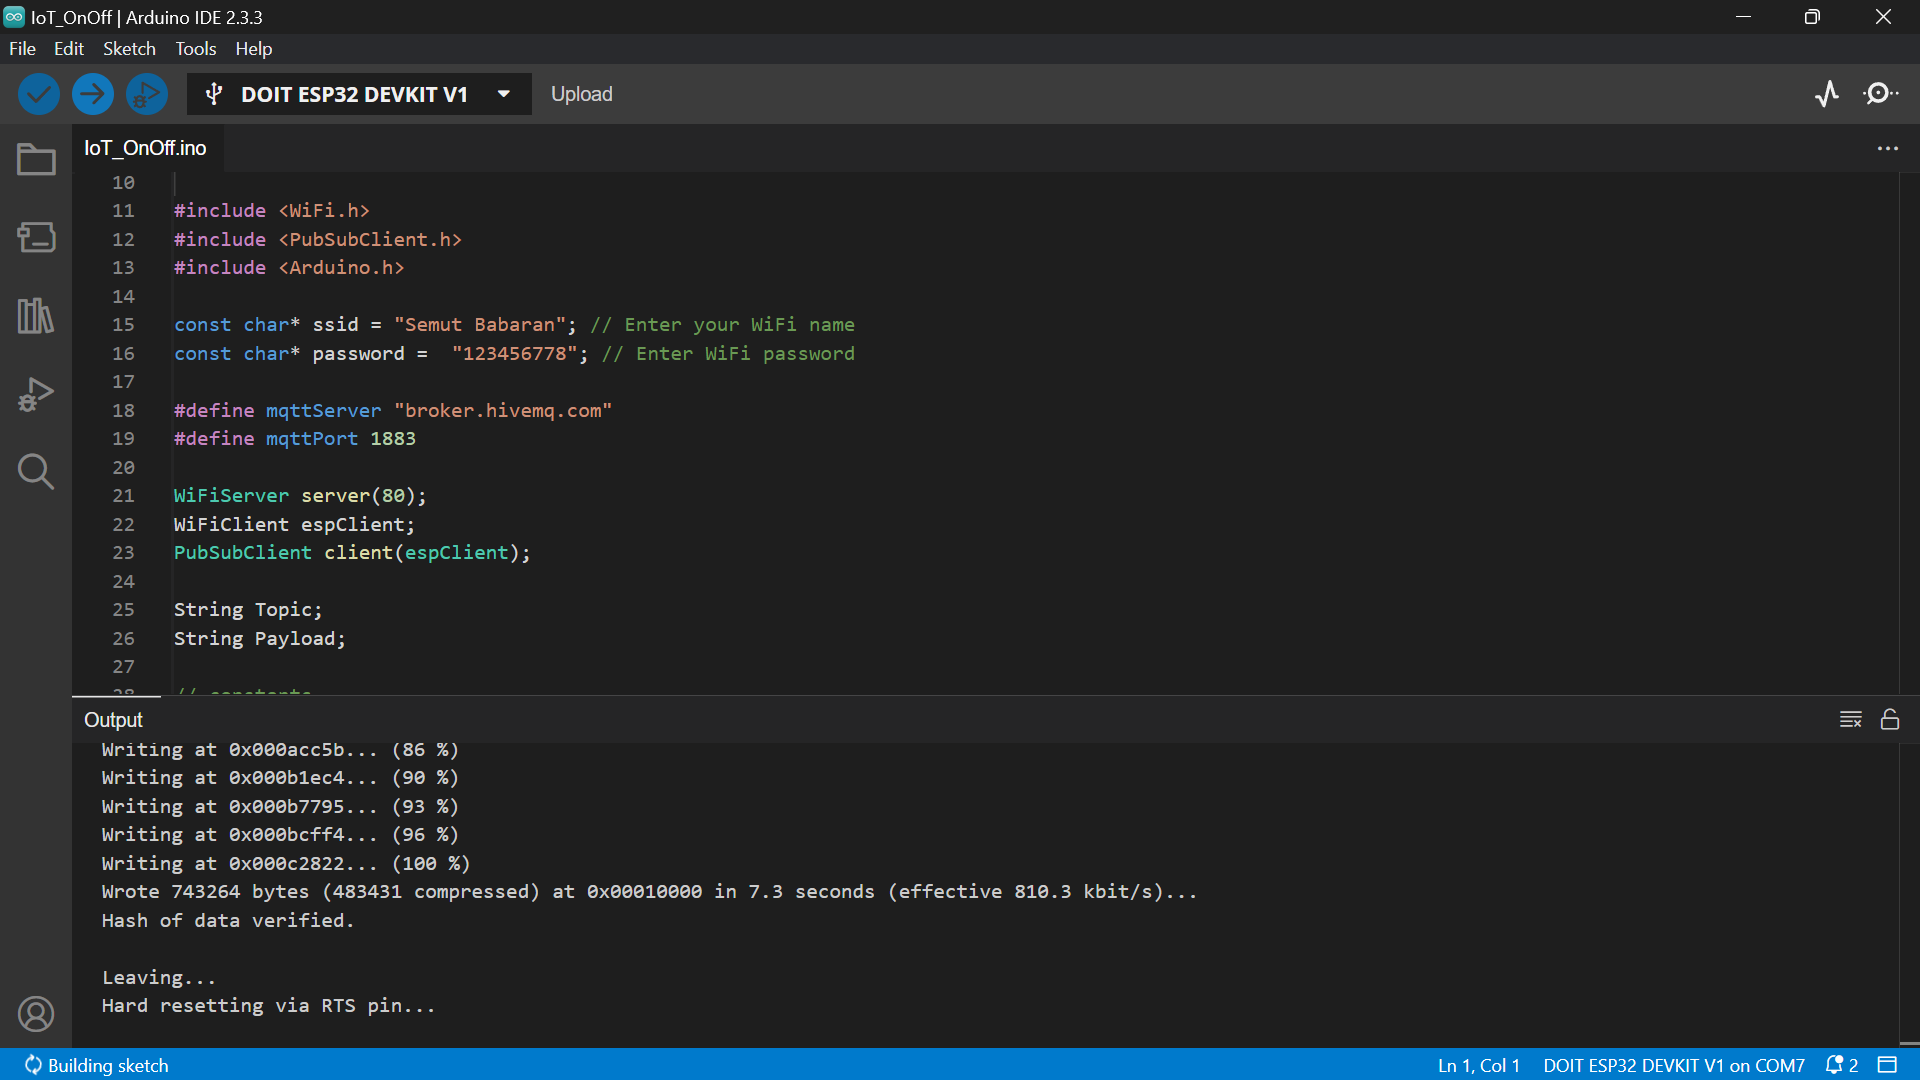 IoT_OnOff | Arduino IDE 2.3.3
File Edit Sketch Tools Help
DOIT ESP32 DEVKIT V1 Upload
IoT_OnOff.ino
10
11 #include <WiFi.h>
12 #include <PubSubClient.h>
13 #include <Arduino.h>
14
15 const char* ssid = "Semut Babaran"; // Enter your WiFi name
16 const char* password =  "123456778"; // Enter WiFi password
17
18 #define mqttServer "broker.hivemq.com"
19 #define mqttPort 1883
20
21 WiFiServer server(80);
22 WiFiClient espClient;
23 PubSubClient client(espClient);
24
25 String Topic;
26 String Payload;
27
Output
Writing at 0x000acc5b... (86 %)
Writing at 0x000b1ec4... (90 %)
Writing at 0x000b7795... (93 %)
Writing at 0x000bcff4... (96 %)
Writing at 0x000c2822... (100 %)
Wrote 743264 bytes (483431 compressed) at 0x00010000 in 7.3 seconds (effective 810.3 kbit/s)...
Hash of data verified.
Leaving...
Hard resetting via RTS pin...
Building sketch Ln 1, Col 1 DOIT ESP32 DEVKIT V1 on COM7 2